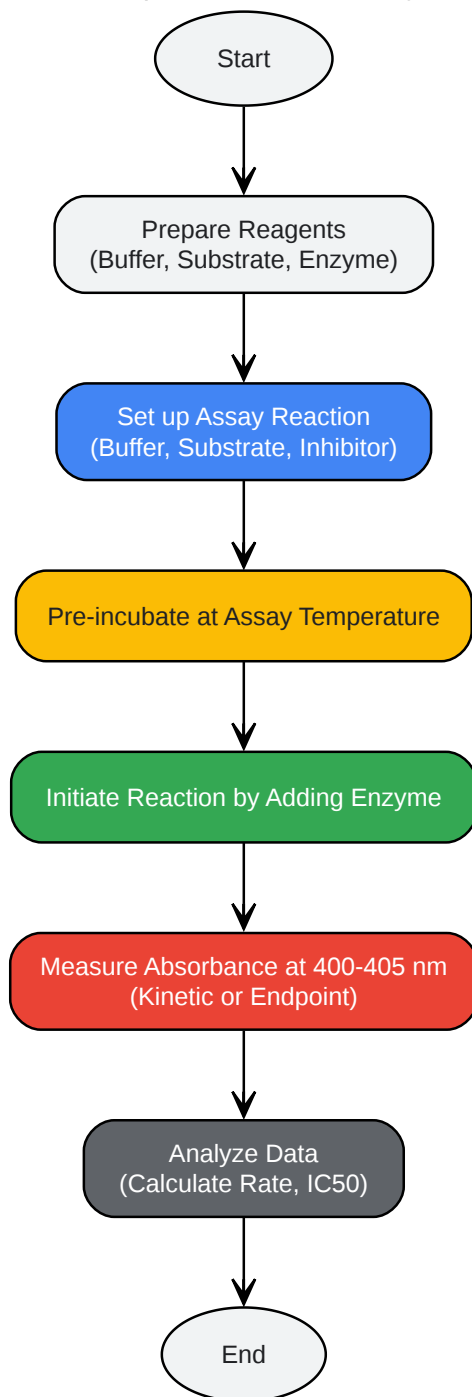 Start
Prepare Reagents
(Buffer, Substrate, Enzyme)
Set up Assay Reaction
(Buffer, Substrate, Inhibitor)
Pre-incubate at Assay Temperature
Initiate Reaction by Adding Enzyme
Measure Absorbance at 400-405 nm
(Kinetic or Endpoint)
Analyze Data
(Calculate Rate, IC50)
End